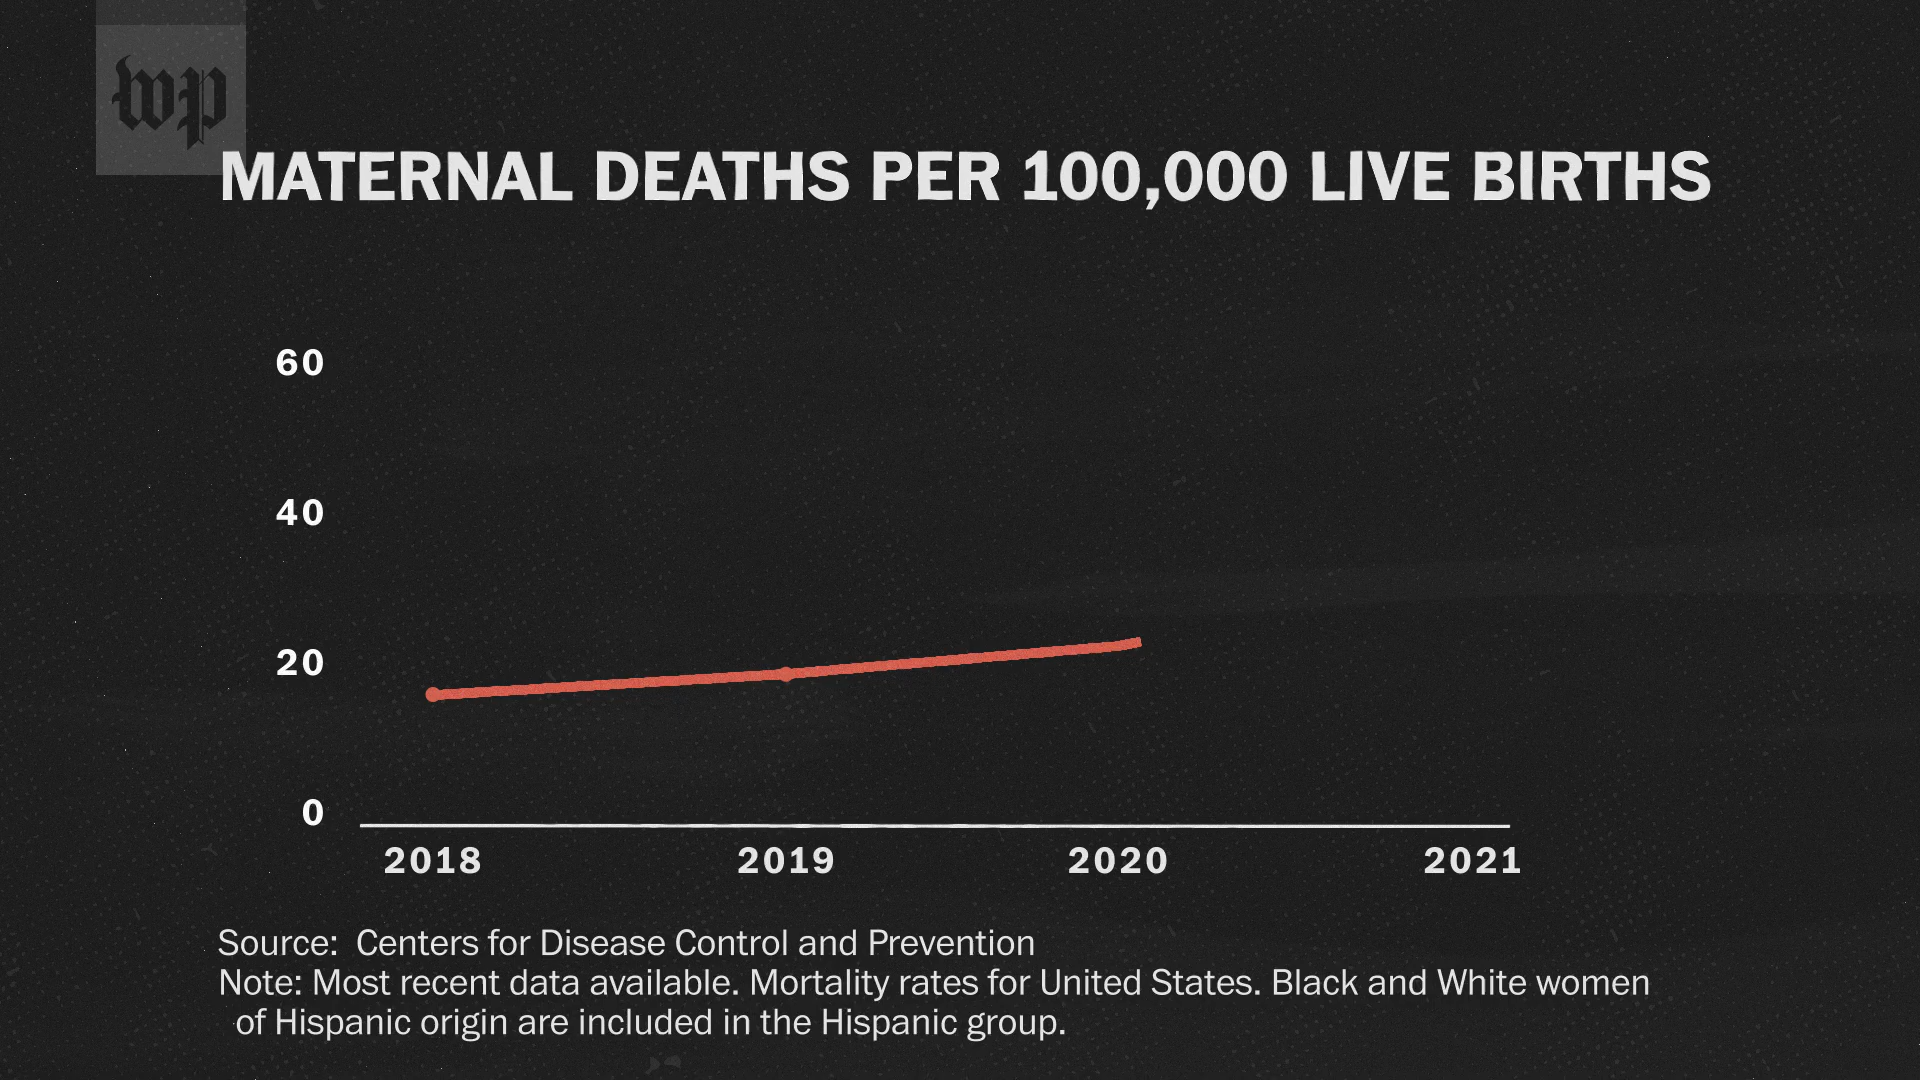 wp
MATERNAL DEATHS PER 100,000 LIVE BIRTHS
60
40
20
0
2018 2019 2020 2021
Source: Centers for Disease Control and Prevention
Note: Most recent data available. Mortality rates for United States. Black and White women
of Hispanic origin are included in the Hispanic group.